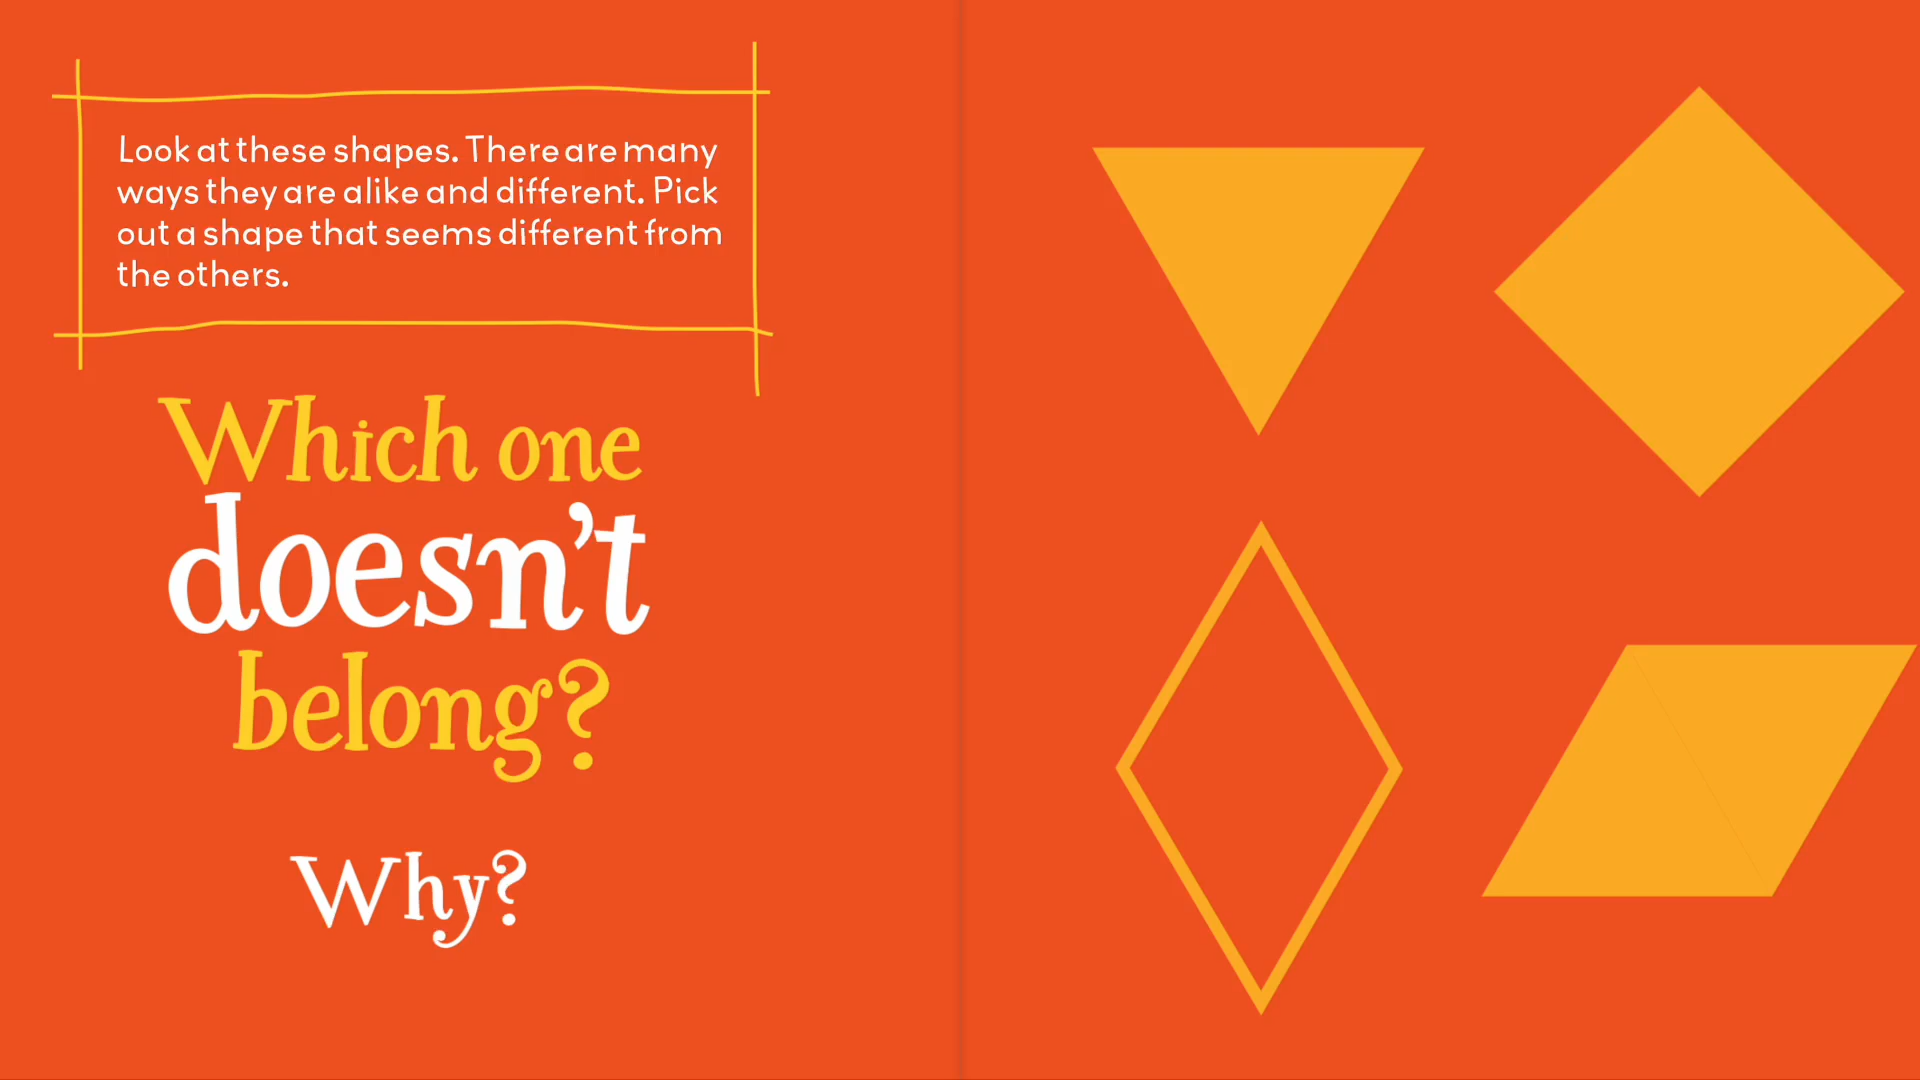 Look at these shapes. There are many
ways they are alike and different. Pick
out a shape that seems different from
the others.
Which one
doesn't
belong?
Why?